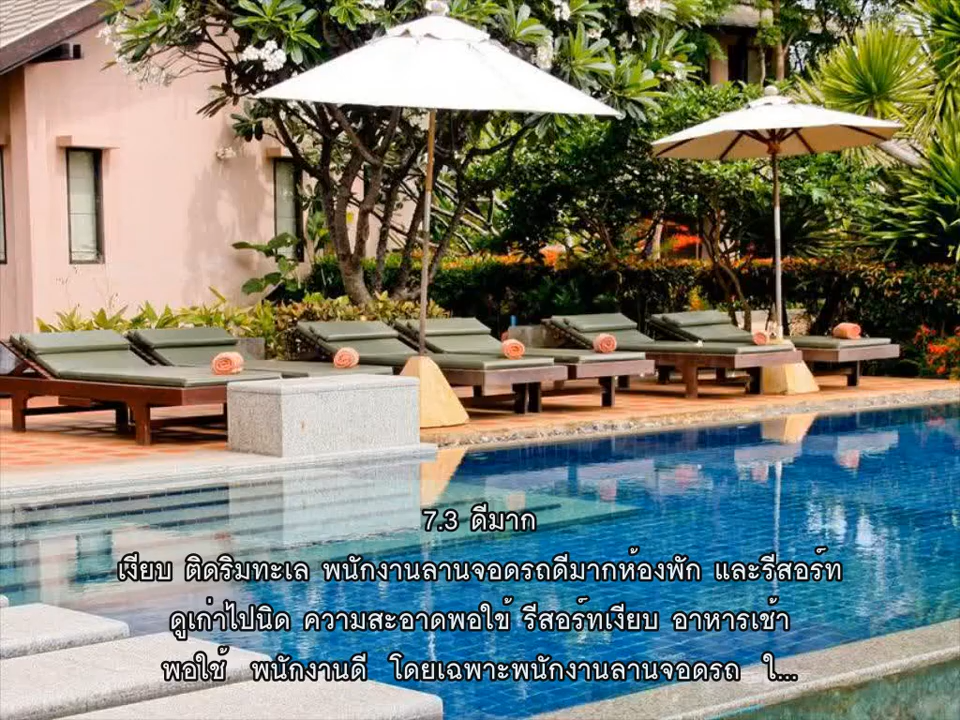 7.3 ดีมาก
เงียบ ติดริมทะเล พนักงานลานจอดรถดีมากห้องพัก และรีสอร์ท
ดูเก่าไปนิด ความสะอาดพอใข้ รีสอร์ทเงียบ อาหารเช้า
พอใช้ พนักงานดี โดยเฉพาะพนักงานลานจอดรถ ใ...